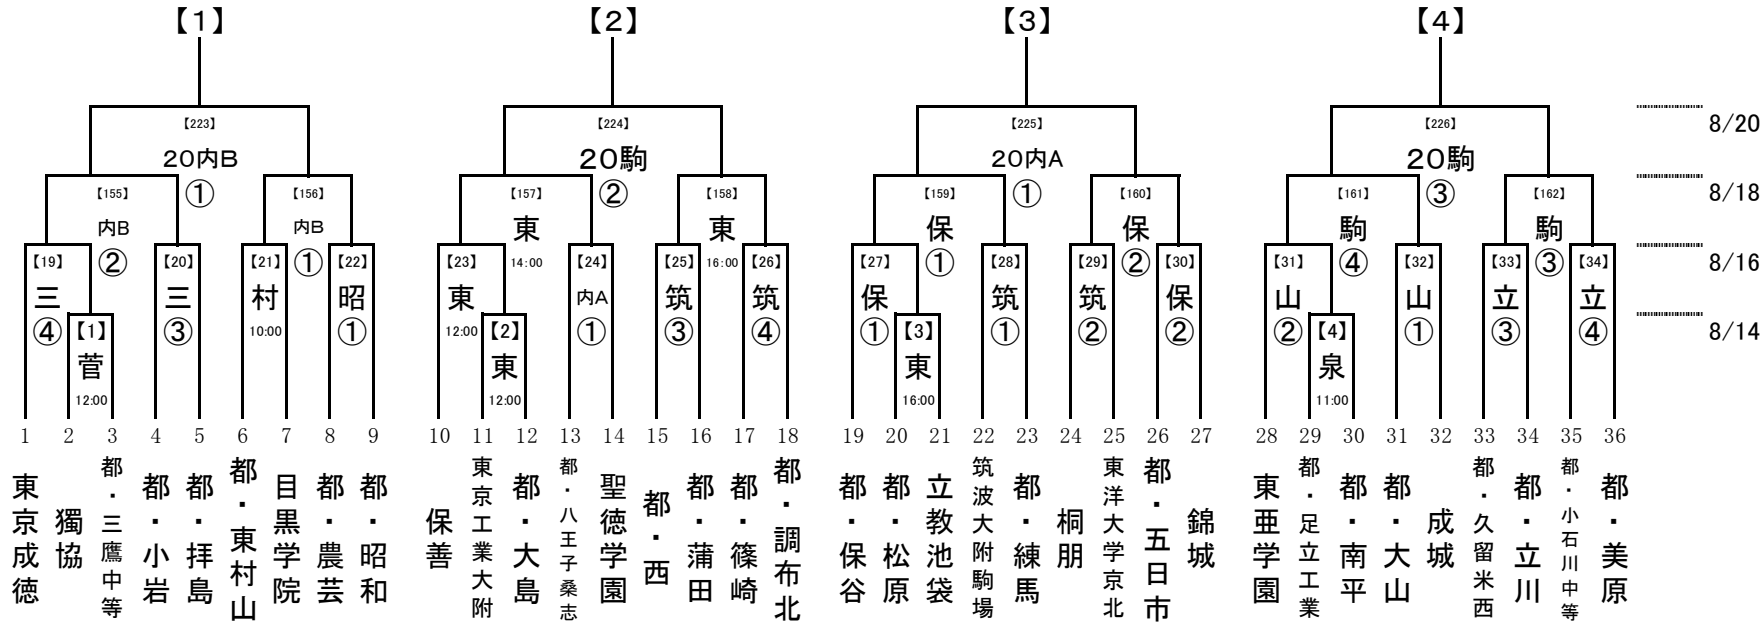 【1】 【2】 【3】 【4】
【223】 【224】 【225】 【226】 8/20
20内B 20駒 20内A 20駒
① ② ① ③
【155】 【156】 【157】 【158】 【159】 【160】 【161】 【162】 8/18
内B 内B 東 東 保 保 駒 駒
② ① 14:00 16:00 ① ② ④ ③
【19】 【20】 【21】 【22】 【23】 【24】 【25】 【26】 【27】 【28】 【29】 【30】 【31】 【32】 【33】 【34】 8/16
三 三 村 昭 東 内A 筑 筑 保 筑 筑 保 山 山 立 立
④ ③ 10:00 ① 12:00 ① ③ ④ ① ① ② ② ② ① ③ ④
【1】 【2】 【3】 【4】 8/14
菅 東 東 泉
12:00 12:00 16:00 11:00
1 2 3 4 5 6 7 8 9 10 11 12 13 14 15 16 17 18 19 20 21 22 23 24 25 26 27 28 29 30 31 32 33 34 35 36
東京成徳
獨協
都・三鷹中等
都・小岩
都・拝島
都・東村山
目黒学院
都・農芸
都・昭和
保善
東京工業大附
都・大島
都・八王子桑志
聖徳学園
都・西
都・蒲田
都・篠崎
都・調布北
都・保谷
都・松原
立教池袋
筑波大附駒場
都・練馬
桐朋
東洋大学京北
都・五日市
錦城
東亜学園
都・足立工業
都・南平
都・大山
成城
都・久留米西
都・立川
都・小石川中等
都・美原